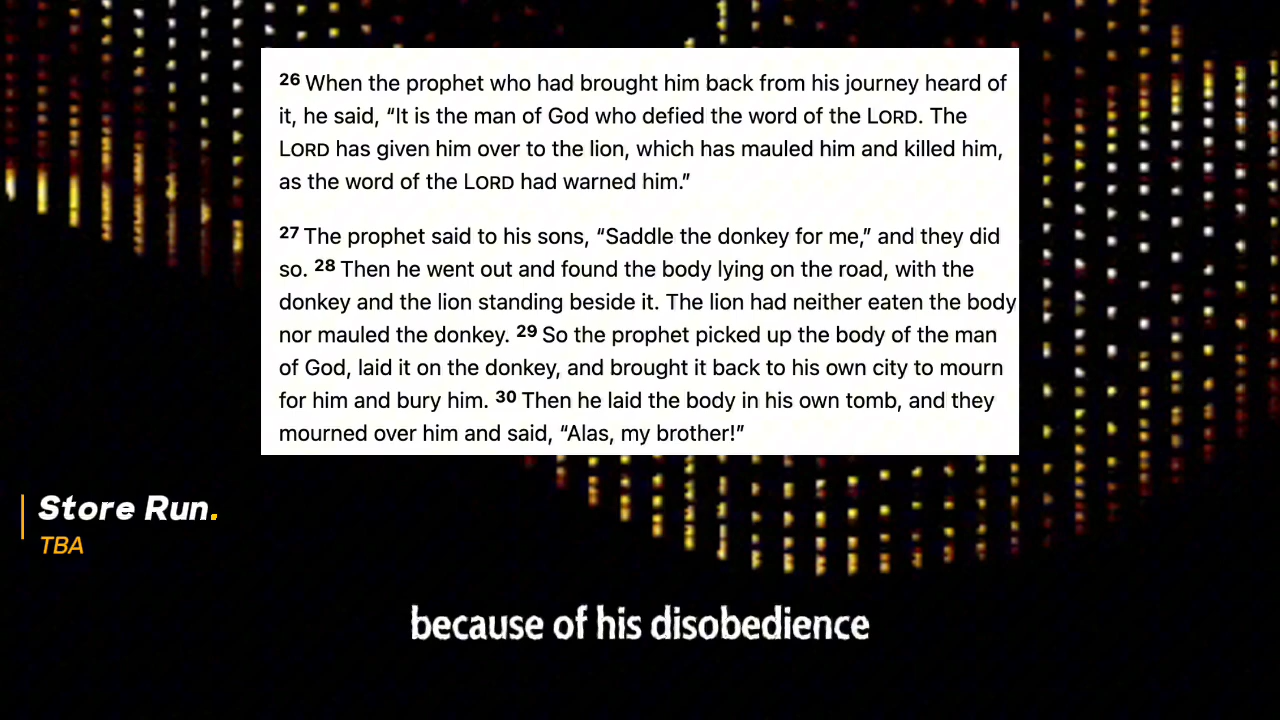 26 When the prophet who had brought him back from his journey heard of
it, he said, “It is the man of God who defied the word of the LORD. The
LORD has given him over to the lion, which has mauled him and killed him,
as the word of the LORD had warned him.”
27 The prophet said to his sons, “Saddle the donkey for me,” and they did
so. 28 Then he went out and found the body lying on the road, with the
donkey and the lion standing beside it. The lion had neither eaten the body
nor mauled the donkey. 29 So the prophet picked up the body of the man
of God, laid it on the donkey, and brought it back to his own city to mourn
for him and bury him. 30 Then he laid the body in his own tomb, and they
mourned over him and said, “Alas, my brother!”
Store Run.
TBA
because of his disobedience